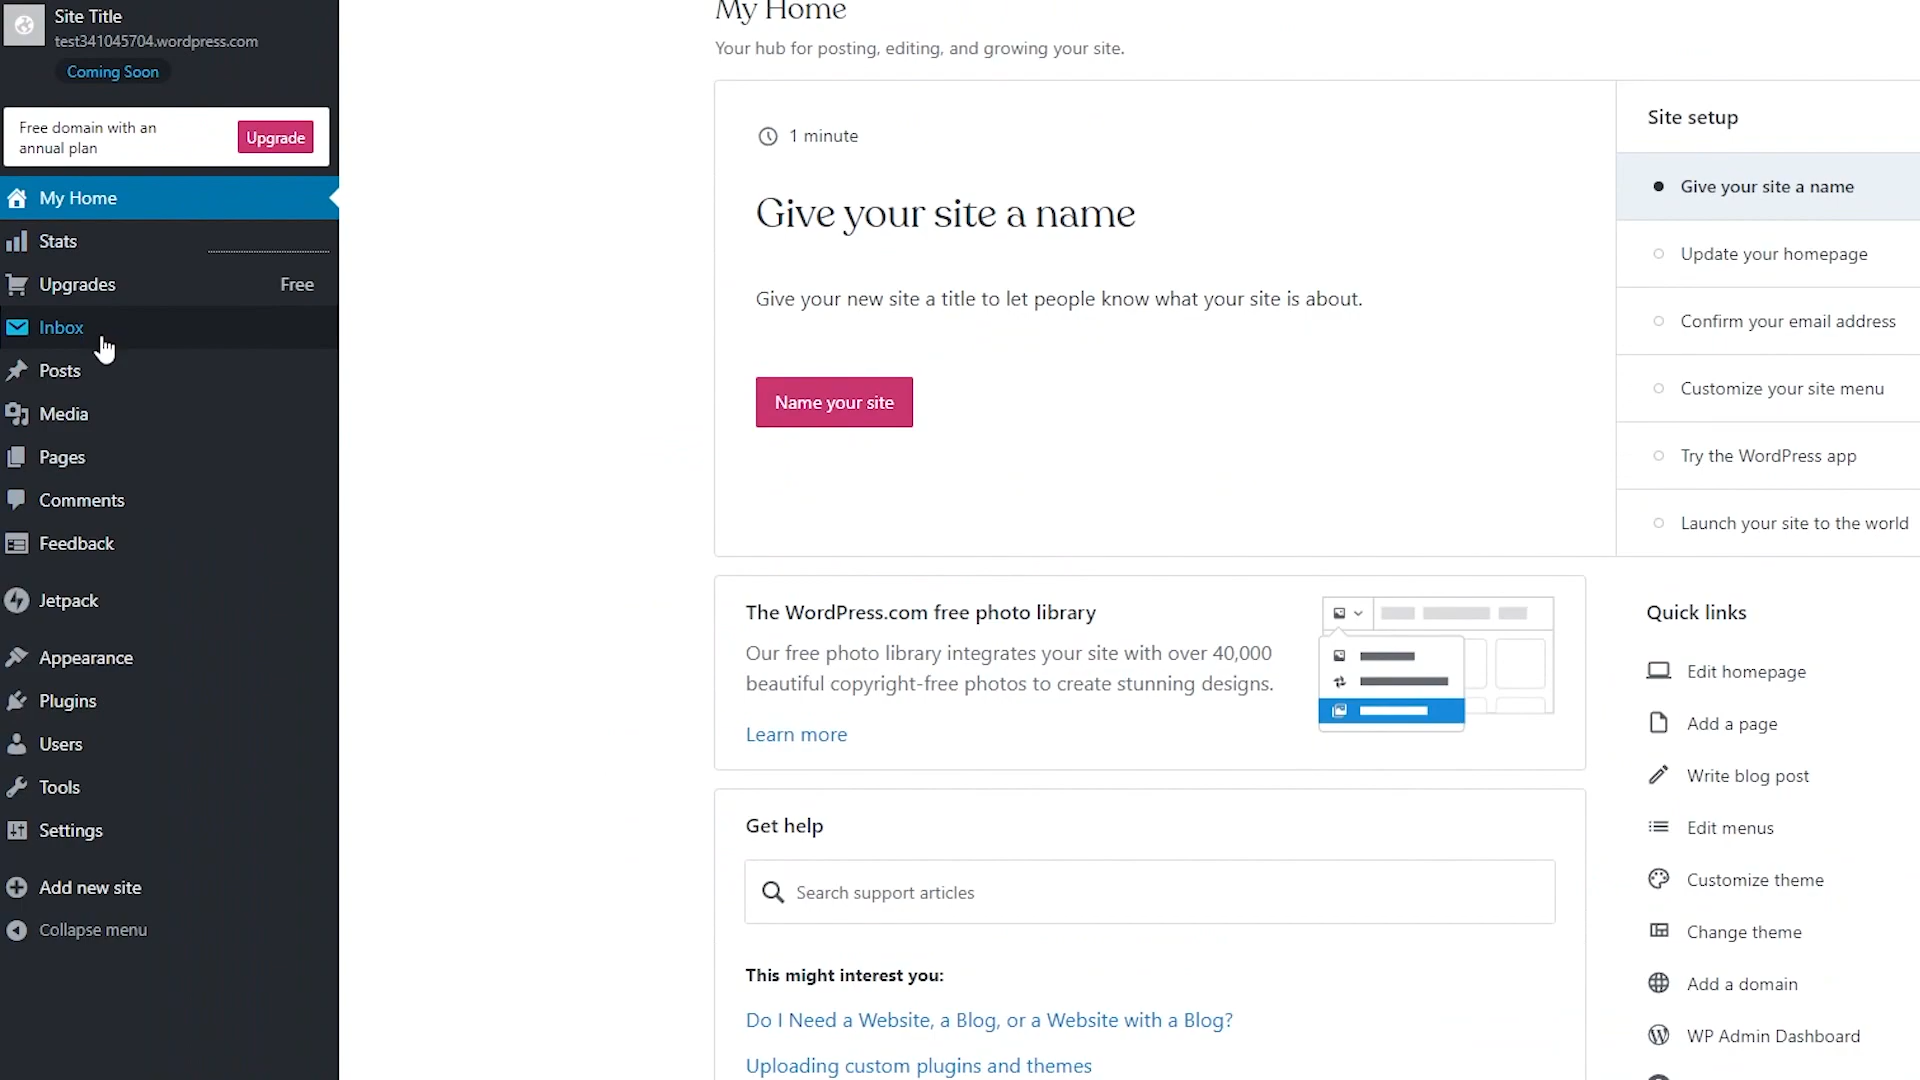 Site Title
test341045704.wordpress.com
Coming Soon
Free domain with an
annual plan
Upgrade
My Home
Stats
Upgrades
Free
Inbox
Posts
Media
Pages
Comments
Feedback
Jetpack
Appearance
Plugins
Users
Tools
Settings
Add new site
Collapse menu
My Home
Your hub for posting, editing, and growing your site.
1 minute
Give your site a name
Give your new site a title to let people know what your site is about.
Name your site
Site setup
Give your site a name
Update your homepage
Confirm your email address
Customize your site menu
Try the WordPress app
Launch your site to the world
The WordPress.com free photo library
Our free photo library integrates your site with over 40,000
beautiful copyright-free photos to create stunning designs.
Learn more
Get help
Search support articles
This might interest you:
Do I Need a Website, a Blog, or a Website with a Blog?
Uploading custom plugins and themes
Quick links
Edit homepage
Add a page
Write blog post
Edit menus
Customize theme
Change theme
Add a domain
WP Admin Dashboard